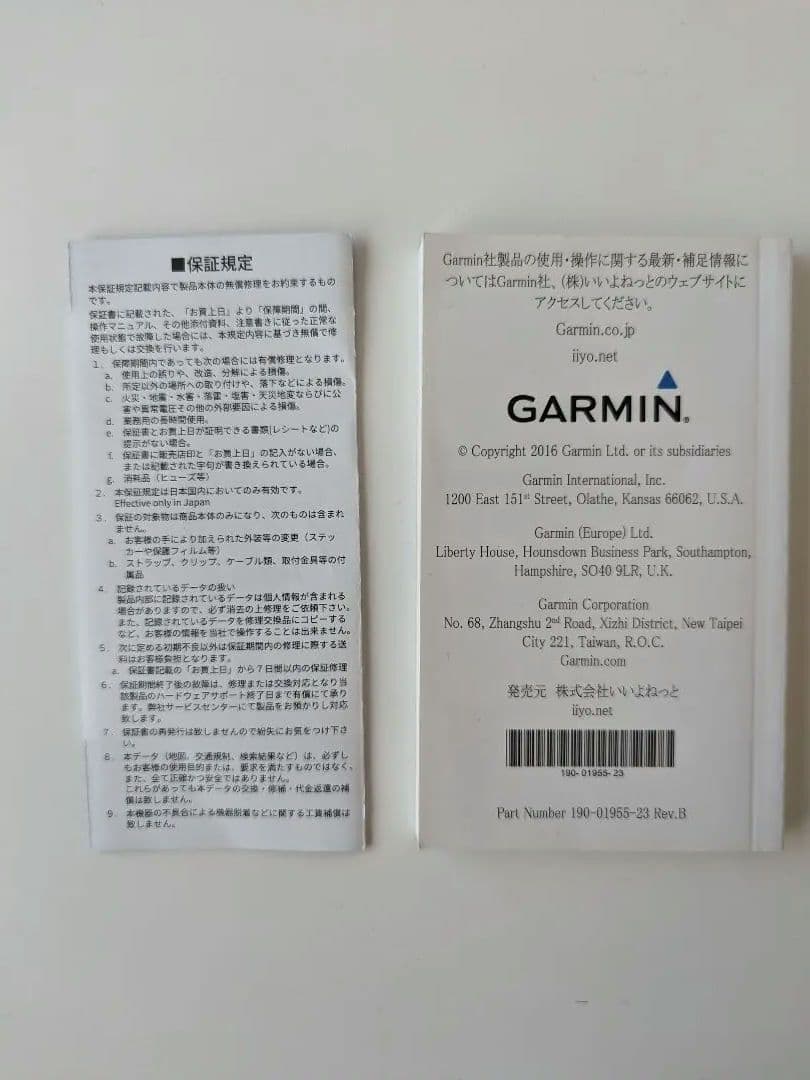 ■保証規定
本保証規定記載内容で製品本体の無償修理をお約束するもの
です。
保証書に記載された、「お買上日」より「保障期間」の間、
操作マニュアル、その他添付資料、注意書きに従った正常な
使用状態で故障した場合には、本規定内容に基づき無償で修
理もしくは交換を行います。
1. 保障期間内であっても次の場合には有償修理となります。
a. 使用上の誤りや、改造、分解による損傷。
b. 所定以外の場所への取り付けや、落下などによる損傷。
c. 火災・地震・水害・落雷・塩害・天災地変ならびに公
害や異常電圧その他の外部要因による損傷。
d. 業務用の長時間使用。
e. 保証書とお買上日が証明できる書類(レシートなど)の
提示がない場合。
f. 保証書に販売店印と「お買上日」の記入がない場合、
または記載された字句が書き換えられている場合。
g. 消耗品（ヒューズ等）
2. 本保証規定は日本国内においてのみ有効です。
Effective only in Japan
3. 保証の対象物は商品本体のみになり、次のものは含まれ
ません。
a. お客様の手により加えられた外装等の変更（ステッ
カーや保護フィルム等）
b. ストラップ、クリップ、ケーブル類、取付金具等の付
属品
4. 記録されているデータの扱い
製品内部に記録されているデータは個人情報が含まれる
場合がありますので、必ず消去の上修理をご依頼下さい。
また、記録されているデータを修理交換品にコピーする
など、お客様の情報を当社で操作することは出来ません。
5. 次に定める初期不良以外は保証期間内の修理に際する送
料はお客様負担となります。
a. 保証書記載の「お買上日」から7日間以内の保証修理
6. 保証期間終了後の故障は、修理または交換対応となり当
該製品のハードウェアサポート終了日まで有償にて承り
ます。弊社サービスセンターにて製品をお預かりし対応
致します。
7. 保証書の再発行は致しませんので紛失にお気をつけ下さ
い。
8. 本データ（地図、交通規制、検索結果など）は、必ずし
もお客様の使用目的または、要求を満たすものではなく、
また、全て正確かつ安全ではありません。
これらがあっても本データの交換・修補・代金返還の補
償は致しません。
9. 本機器の不具合による機器脱着などに関する工賃補償は
致しません。
Garmin社製品の使用・操作に関する最新・補足情報に
ついてはGarmin社、(株)いいよねっとのウェブサイトに
アクセスしてください。
Garmin.co.jp
iiyo.net
GARMIN®
© Copyright 2016 Garmin Ltd. or its subsidiaries
Garmin International, Inc.
1200 East 151st Street, Olathe, Kansas 66062, U.S.A.
Garmin (Europe) Ltd.
Liberty House, Hounsdown Business Park, Southampton,
Hampshire, SO40 9LR, U.K.
Garmin Corporation
No. 68, Zhangshu 2nd Road, Xizhi District, New Taipei
City 221, Taiwan, R.O.C.
Garmin.com
発売元 株式会社いいよねっと
iiyo.net
190-01955-23
Part Number 190-01955-23 Rev.B